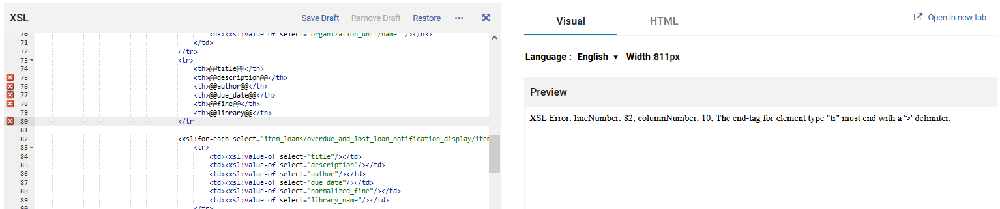 XSL
Save Draft Remove Draft Restore ···
70 <h3><xsl:value-of select="organization_unit/name" /></h3>
71 </td>
72 </tr>
73 <tr>
74 <th>@@title@@</th>
75 <th>@@description@@</th>
76 <th>@@author@@</th>
77 <th>@@due_date@@</th>
78 <th>@@fine@@</th>
79 <th>@@library@@</th>
80 </tr
81
82 <xsl:for-each select="item_loans/overdue_and_lost_loan_notification_display/item
83 <tr>
84 <td><xsl:value-of select="title"/></td>
85 <td><xsl:value-of select="description"/></td>
86 <td><xsl:value-of select="author"/></td>
87 <td><xsl:value-of select="due_date"/></td>
88 <td><xsl:value-of select="normalized_fine"/></td>
89 <td><xsl:value-of select="library_name"/></td>
90 </tr>
Visual HTML
Open in new tab
Language : English ▾ Width :811px
Preview
XSL Error: lineNumber: 82; columnNumber: 10; The end-tag for element type "tr" must end with a '>' delimiter.